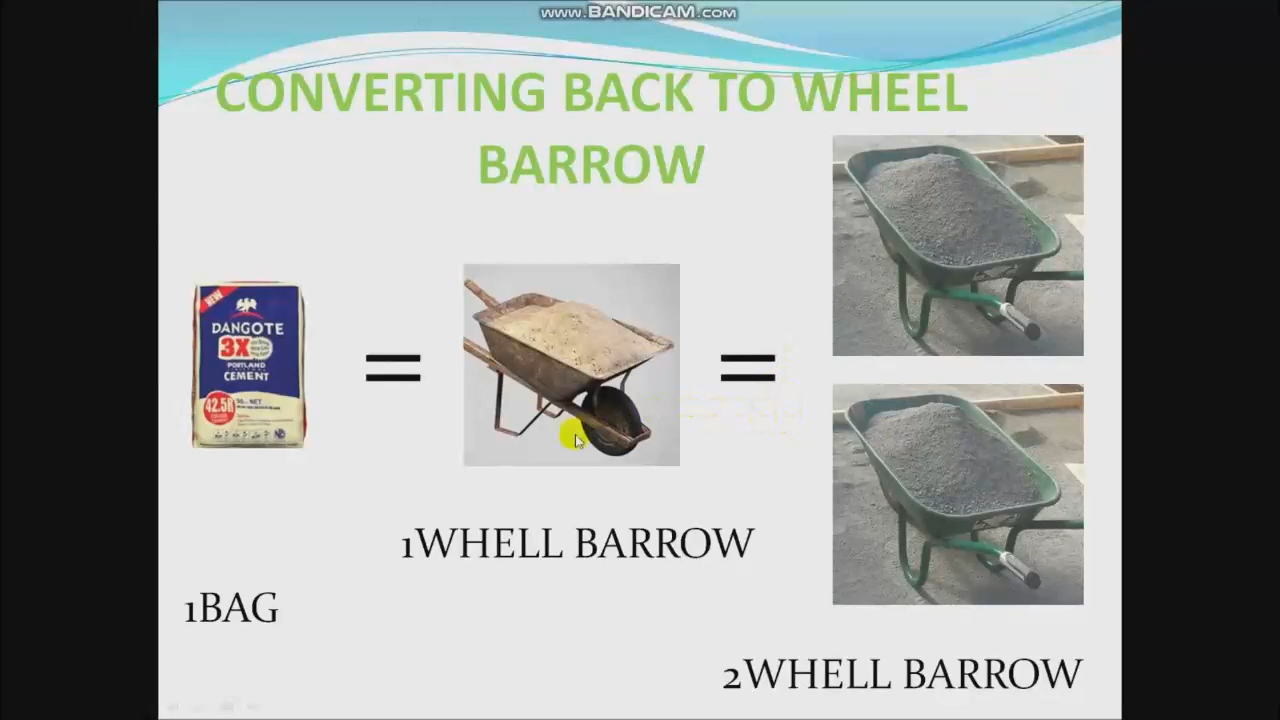 www.BANDICAM.com
CONVERTING BACK TO WHEEL
BARROW
NEW
DANGOTE
3X
PORTLAND
CEMENT
42.5R
1WHELL BARROW
1BAG
2WHELL BARROW